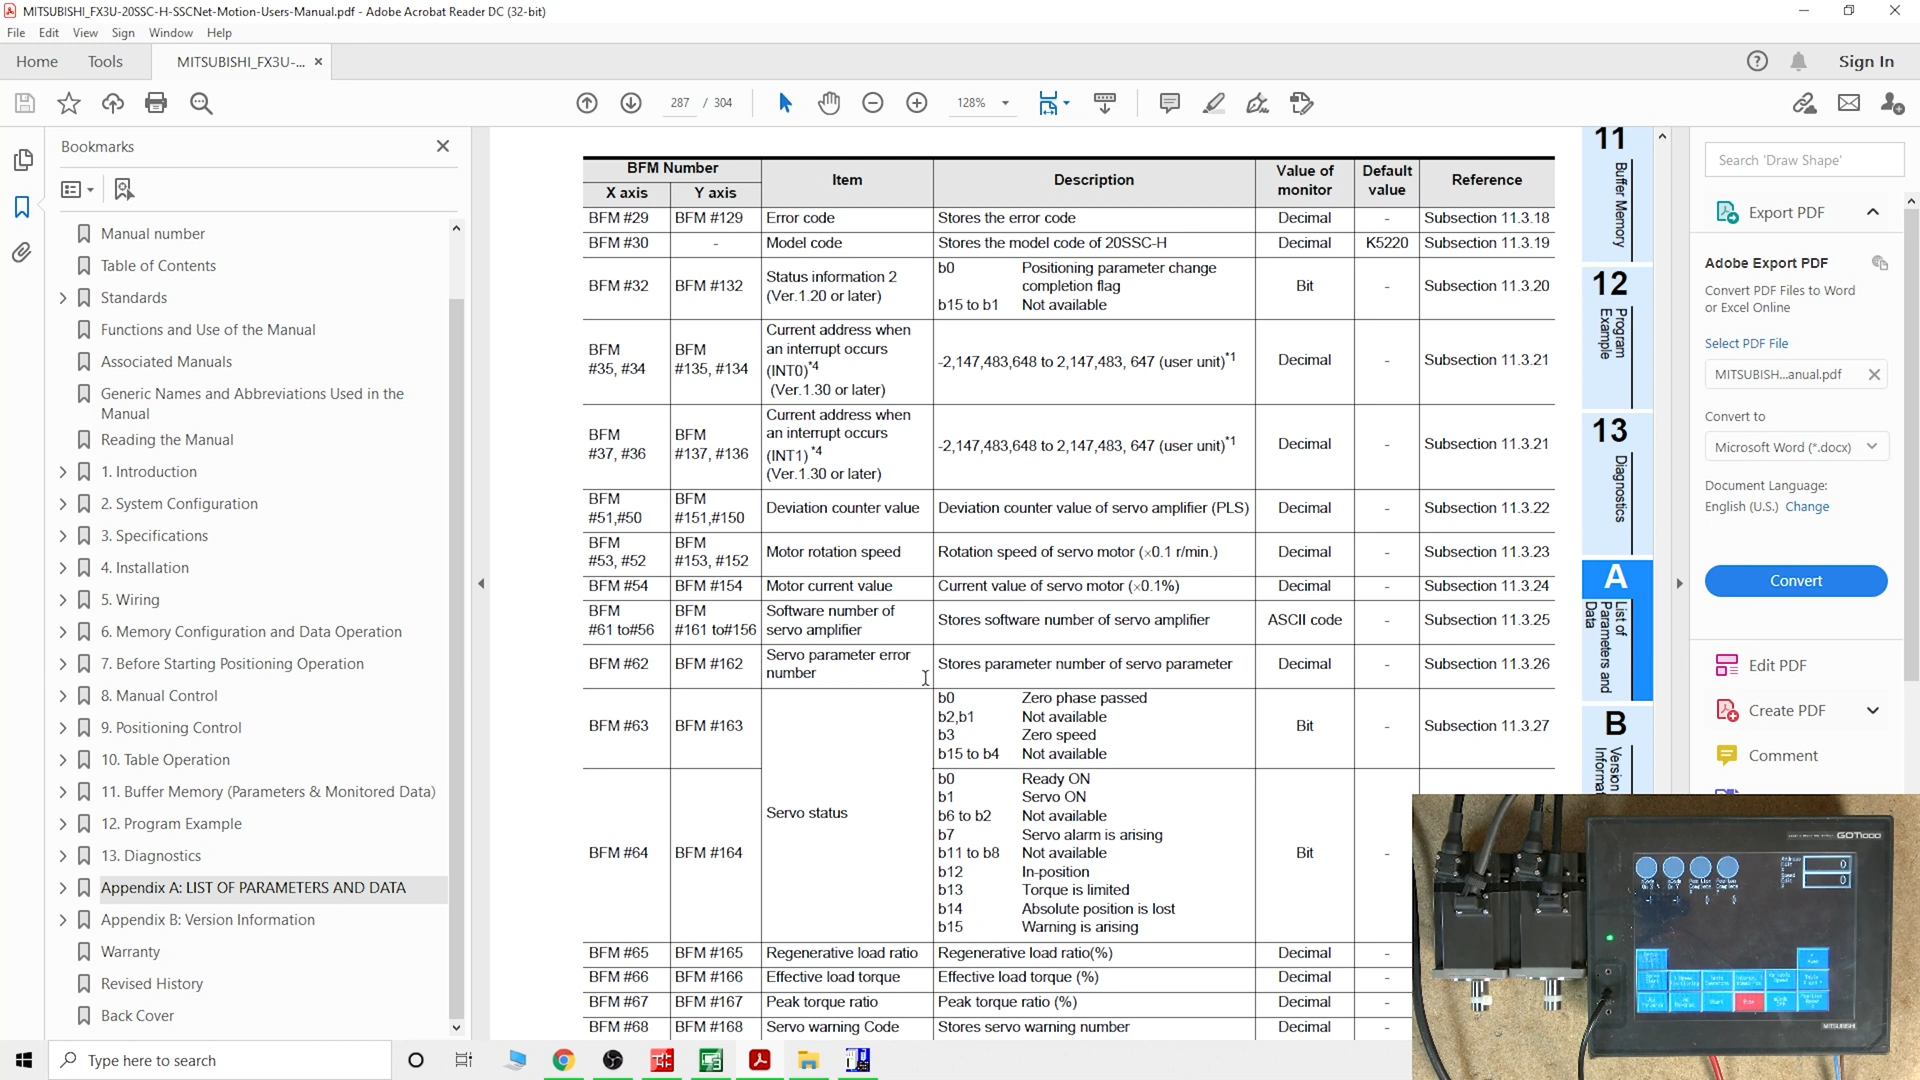 MITSUBISHI_FX3U-20SSC-H-SSCNet-Motion-Users-Manual.pdf - Adobe Acrobat Reader DC (32-bit)
File Edit View Sign Window Help
Home Tools MITSUBISHI_FX3U-... Sign In
287 / 304 128%
Bookmarks
Manual number
Table of Contents
Standards
Functions and Use of the Manual
Associated Manuals
Generic Names and Abbreviations Used in the
Manual
Reading the Manual
1. Introduction
2. System Configuration
3. Specifications
4. Installation
5. Wiring
6. Memory Configuration and Data Operation
7. Before Starting Positioning Operation
8. Manual Control
9. Positioning Control
10. Table Operation
11. Buffer Memory (Parameters & Monitored Data)
12. Program Example
13. Diagnostics
Appendix A: LIST OF PARAMETERS AND DATA
Appendix B: Version Information
Warranty
Revised History
Back Cover
BFM Number Item Description Value of monitor Default value Reference
X axis Y axis
BFM #29 BFM #129 Error code Stores the error code Decimal - Subsection 11.3.18
BFM #30 - Model code Stores the model code of 20SSC-H Decimal K5220 Subsection 11.3.19
BFM #32 BFM #132 Status information 2 (Ver.1.20 or later) b0 Positioning parameter change completion flag Bit - Subsection 11.3.20
b15 to b1 Not available
BFM #35, #34 BFM #135, #134 Current address when an interrupt occurs (INT0)*4 (Ver.1.30 or later) -2,147,483,648 to 2,147,483, 647 (user unit)*1 Decimal - Subsection 11.3.21
BFM #37, #36 BFM #137, #136 Current address when an interrupt occurs (INT1) *4 (Ver.1.30 or later) -2,147,483,648 to 2,147,483, 647 (user unit)*1 Decimal - Subsection 11.3.21
BFM #51,#50 BFM #151,#150 Deviation counter value Deviation counter value of servo amplifier (PLS) Decimal - Subsection 11.3.22
BFM #53, #52 BFM #153, #152 Motor rotation speed Rotation speed of servo motor (×0.1 r/min.) Decimal - Subsection 11.3.23
BFM #54 BFM #154 Motor current value Current value of servo motor (×0.1%) Decimal - Subsection 11.3.24
BFM #61 to#56 BFM #161 to#156 Software number of servo amplifier Stores software number of servo amplifier ASCII code - Subsection 11.3.25
BFM #62 BFM #162 Servo parameter error number Stores parameter number of servo parameter Decimal - Subsection 11.3.26
BFM #63 BFM #163 Servo status b0 Zero phase passed Bit - Subsection 11.3.27
b2,b1 Not available
b3 Zero speed
b15 to b4 Not available
BFM #64 BFM #164 b0 Ready ON Bit -
b1 Servo ON
b6 to b2 Not available
b7 Servo alarm is arising
b11 to b8 Not available
b12 In-position
b13 Torque is limited
b14 Absolute position is lost
b15 Warning is arising
BFM #65 BFM #165 Regenerative load ratio Regenerative load ratio(%) Decimal -
BFM #66 BFM #166 Effective load torque Effective load torque (%) Decimal -
BFM #67 BFM #167 Peak torque ratio Peak torque ratio (%) Decimal -
BFM #68 BFM #168 Servo warning Code Stores servo warning number Decimal -
11
Buffer Memory
12
Program
Example
13
Diagnostics
A
List of
Parameters and
Data
B
Version
Search 'Draw Shape'
Export PDF
Adobe Export PDF
Convert PDF Files to Word
or Excel Online
Select PDF File
MITSUBISH...anual.pdf
Convert to
Microsoft Word (*.docx)
Document Language:
English (U.S.) Change
Convert
Edit PDF
Create PDF
Comment
GOT1000
0
0
MITSUBISHI
Type here to search